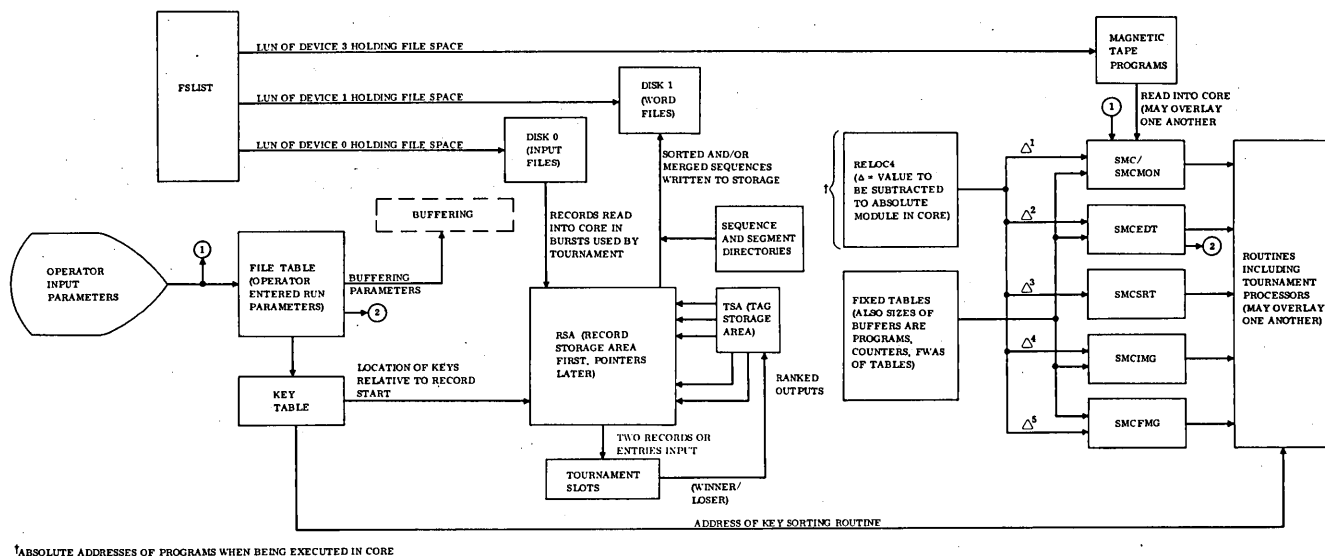 LUN OF DEVICE 3 HOLDING FILE SPACE
MAGNETIC
TAPE
PROGRAMS
FSLIST
LUN OF DEVICE 1 HOLDING FILE SPACE
DISK 1
(WORD
FILES)
LUN OF DEVICE 0 HOLDING FILE SPACE
DISK 0
(INPUT
FILES)
SORTED AND/OR
MERGED SEQUENCES
WRITTEN TO STORAGE
1
READ INTO CORE
(MAY OVERLAY
ONE ANOTHER
†
RELOC4
(Δ = VALUE TO
BE SUBTRACTED
TO ABSOLUTE
MODULE IN CORE)
Δ1
SMC/
SMCMON
Δ2
SMCEDT
2
BUFFERING
RECORDS READ
INTO CORE IN
BURSTS USED BY
TOURNAMENT
SEQUENCE
AND SEGMENT
DIRECTORIES
OPERATOR
INPUT
PARAMETERS
1
FILE TABLE
(OPERATOR
ENTERED RUN
PARAMETERS)
BUFFERING
PARAMETERS
2
RSA (RECORD
STORAGE AREA
FIRST, POINTERS
LATER)
TSA (TAG
STORAGE
AREA)
FIXED TABLES
(ALSO SIZES OF
BUFFERS ARE
PROGRAMS,
COUNTERS, FWAS
OF TABLES)
Δ3
SMCSRT
Δ4
SMCIMG
Δ5
SMCFMG
ROUTINES
INCLUDING
TOURNAMENT
PROCESSORS
(MAY OVERLAY
ONE ANOTHER)
KEY
TABLE
LOCATION OF KEYS
RELATIVE TO RECORD
START
RANKED
OUTPUTS
TWO RECORDS OR
ENTRIES INPUT
TOURNAMENT
SLOTS
(WINNER/
LOSER)
ADDRESS OF KEY SORTING ROUTINE
†ABSOLUTE ADDRESSES OF PROGRAMS WHEN BEING EXECUTED IN CORE